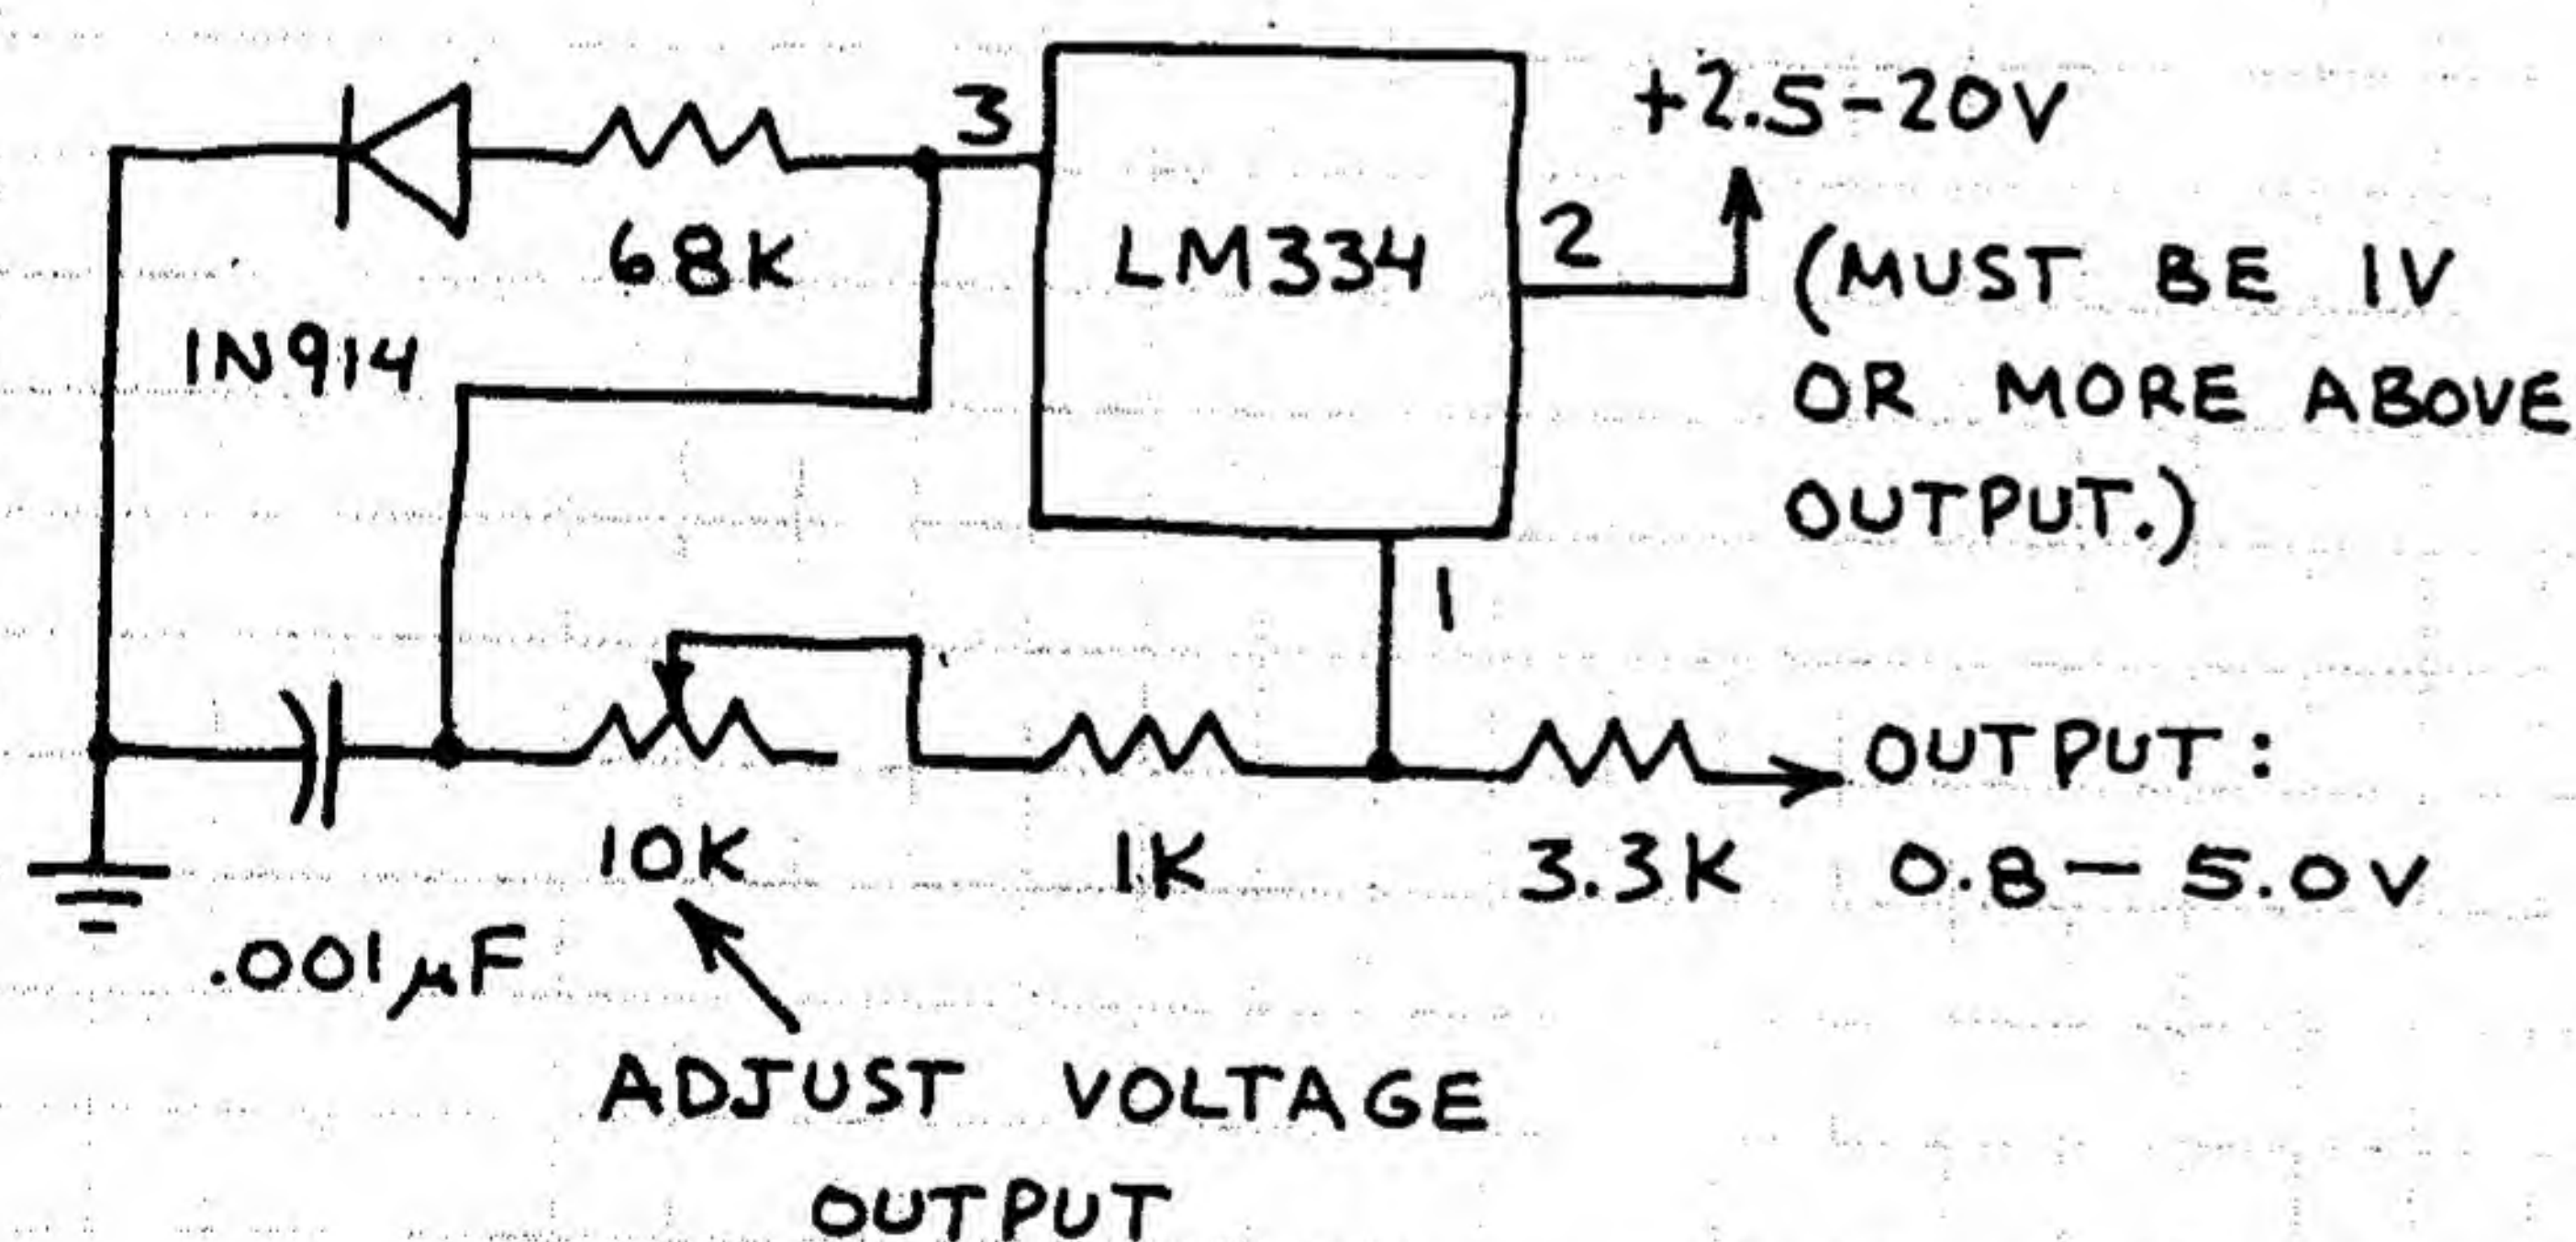 3
+2.5-20V
68K
LM334
2
(MUST BE 1V
OR MORE ABOVE
OUTPUT.)
1N914
1
OUTPUT:
10K
1K
3.3K
0.8 – 5.0V
.001µF
ADJUST VOLTAGE
OUTPUT